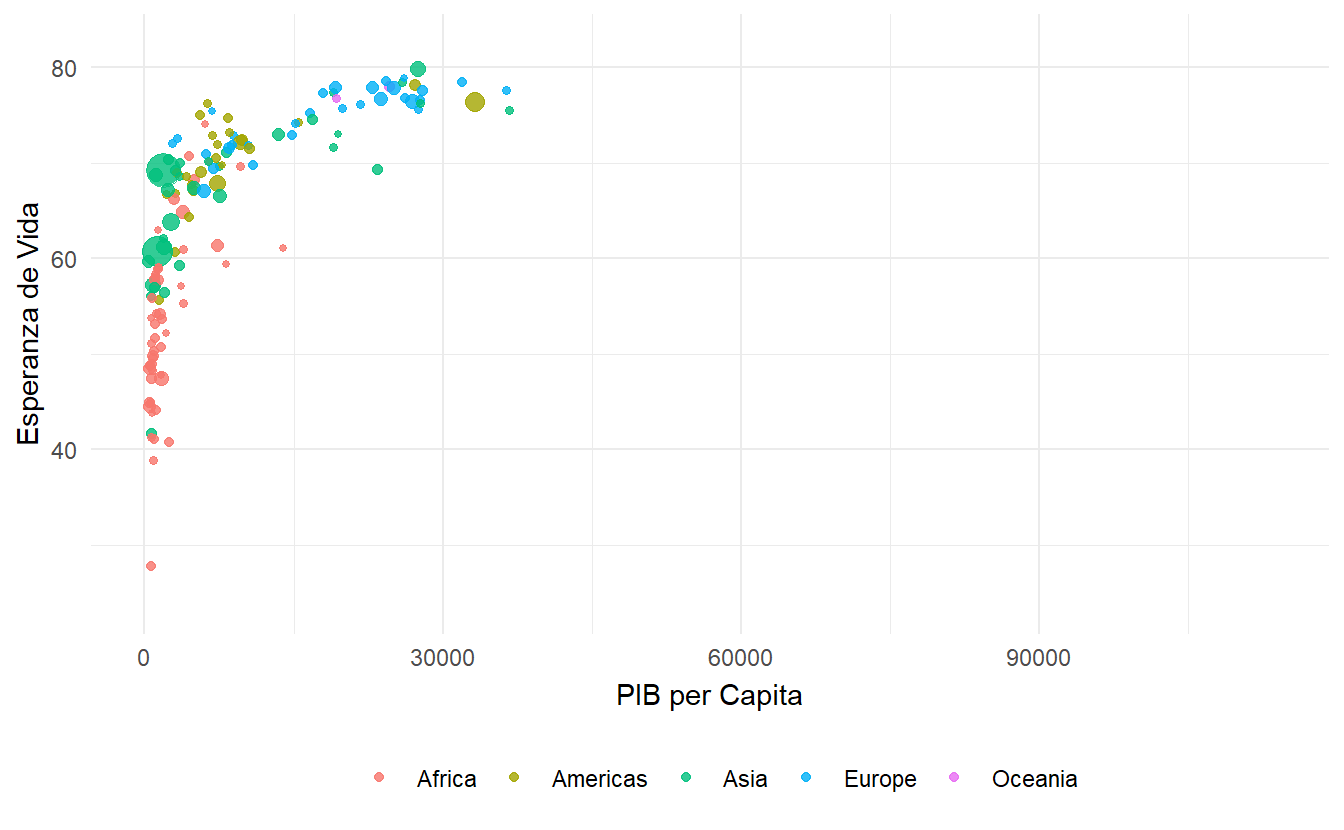 80
60
40
Esperanza de Vida
0 30000 60000 90000
PIB per Capita
Africa Americas Asia Europe Oceania